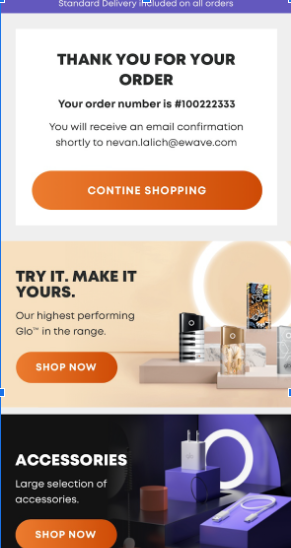 Standard Delivery included on all orders
THANK YOU FOR YOUR
ORDER
Your order number is #100222333
You will receive an email confirmation
shortly to nevan.lalich@ewave.com
CONTINE SHOPPING
TRY IT. MAKE IT
YOURS.
Our highest performing
Glo™ in the range.
SHOP NOW
ACCESSORIES
Large selection of
accessories.
SHOP NOW